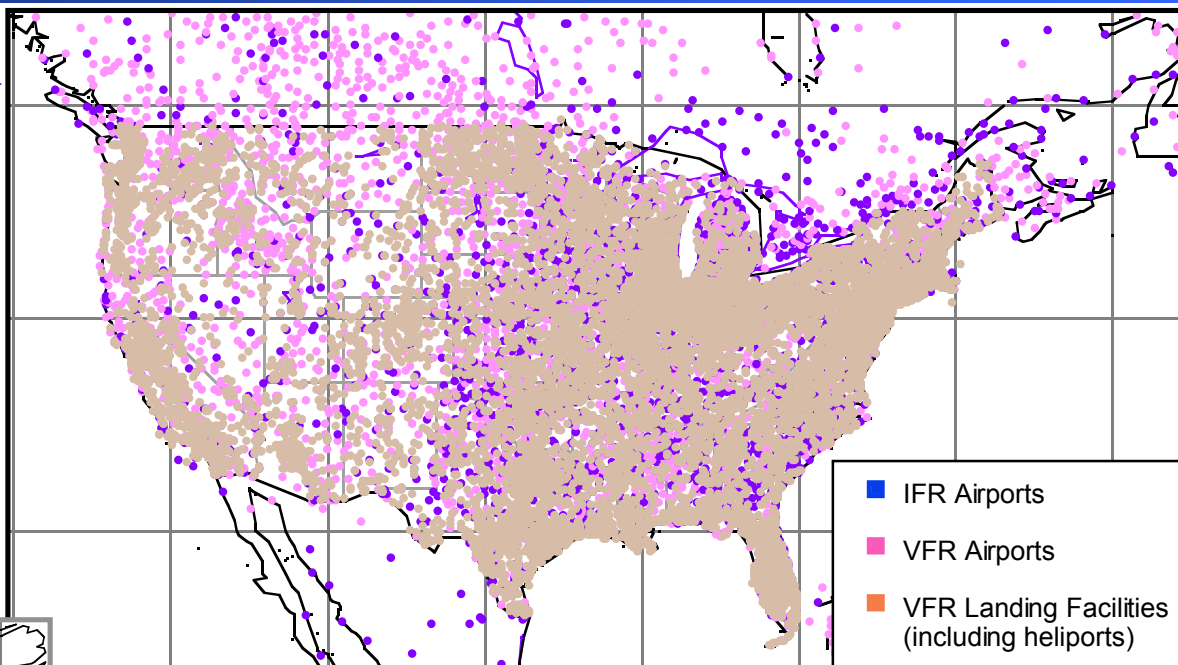 IFR Airports
VFR Airports
VFR Landing Facilities
(including heliports)